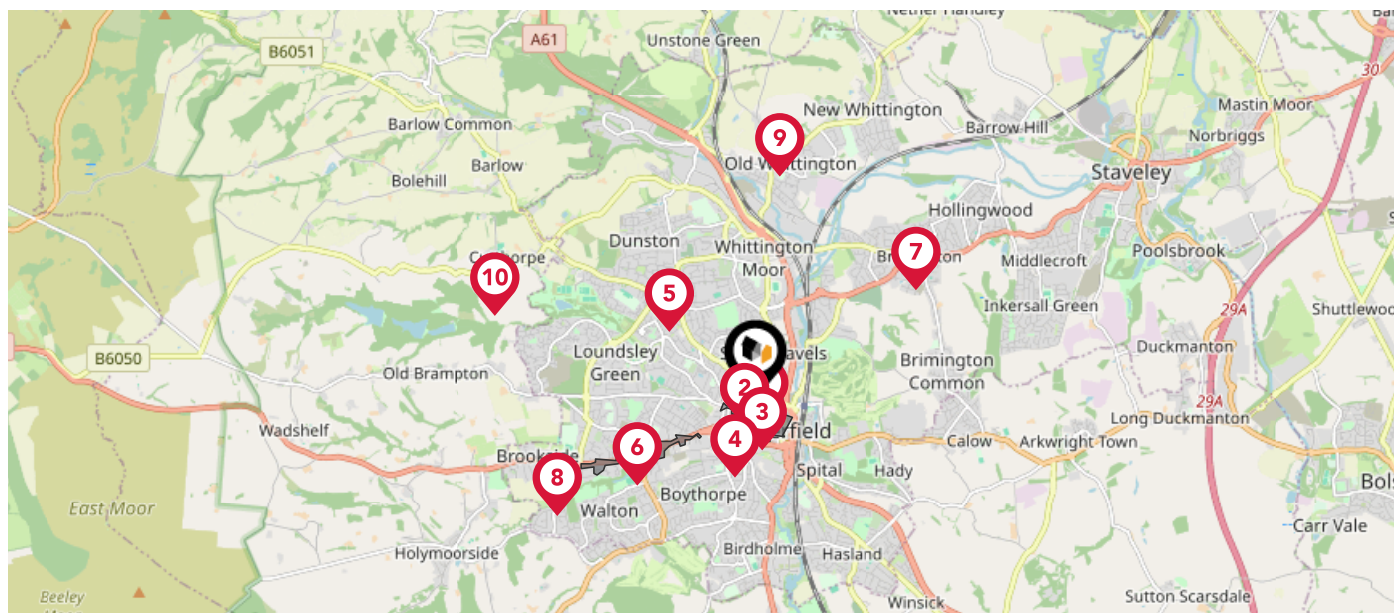 Nether Handley
B6051
A61
Unstone Green
30
New Whittington
Mastin Moor
Barlow Common
Barrow Hill
Norbriggs
9
Old Whittington
Barlow
Staveley
Bolehill
Hollingwood
Dunston
Whittington
Moor
7
Poolsbrook
Middlecroft
10
5
Inkersall Green
29A
Shuttlewoo
Loundsley
Green
B6050
Duckmanton
Old Brampton
Brimington
Common
2
29A
Long Duckmanton
3
Wadshelf
4
Calow
Arkwright Town
6
Brookside
8
Spital
Hady
Boythorpe
Bols
East Moor
Walton
Carr Vale
Holymoorside
Birdholme
Hasland
Beeley
Winsick
Sutton Scarsdale